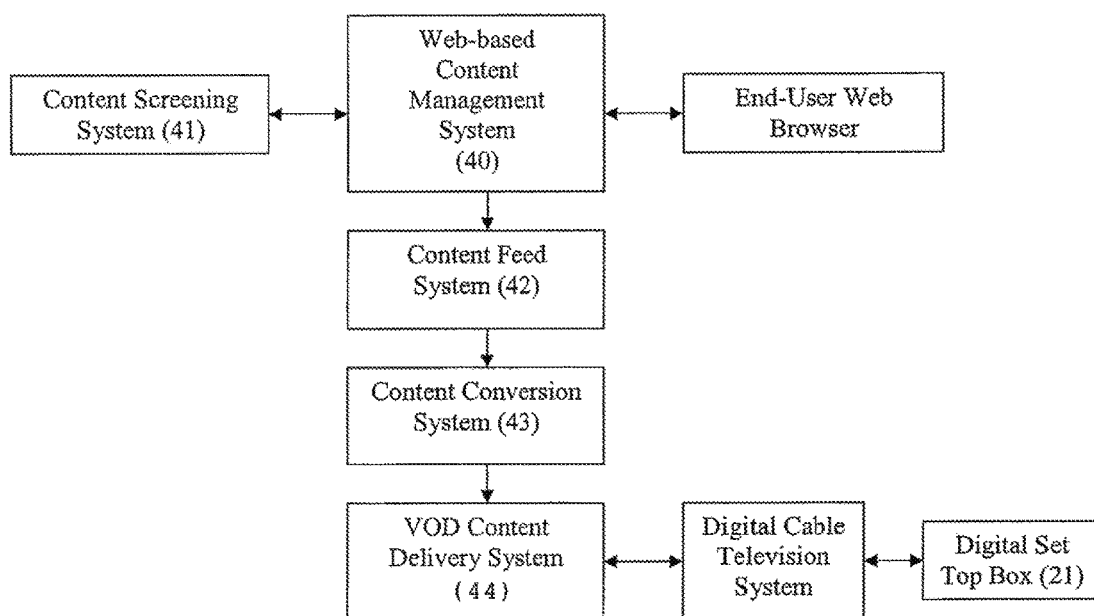 Web-based
Content
Management
System
(40)
Content Screening
System (41)
End-User Web
Browser
Content Feed
System (42)
Content Conversion
System (43)
VOD Content
Delivery System
(44)
Digital Cable
Television
System
Digital Set
Top Box (21)